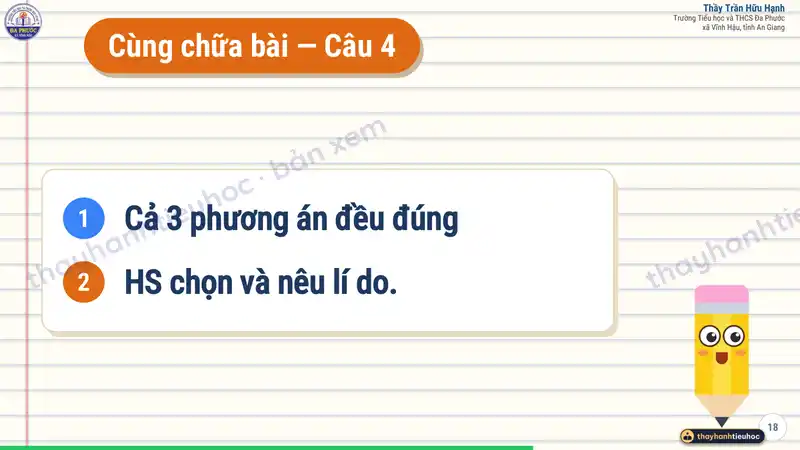 Thầy Trần Hữu Hạnh
Trường Tiểu học và THCS Đa Phước
xã Vĩnh Hậu, tỉnh An Giang
ĐA PHƯỚC
Cùng chữa bài – Câu 4
thayhanhtieuhoc · bản xem
1 Cả 3 phương án đều đúng
2 HS chọn và nêu lí do.
thayhanhtie
thayhanhtieuhoc
18